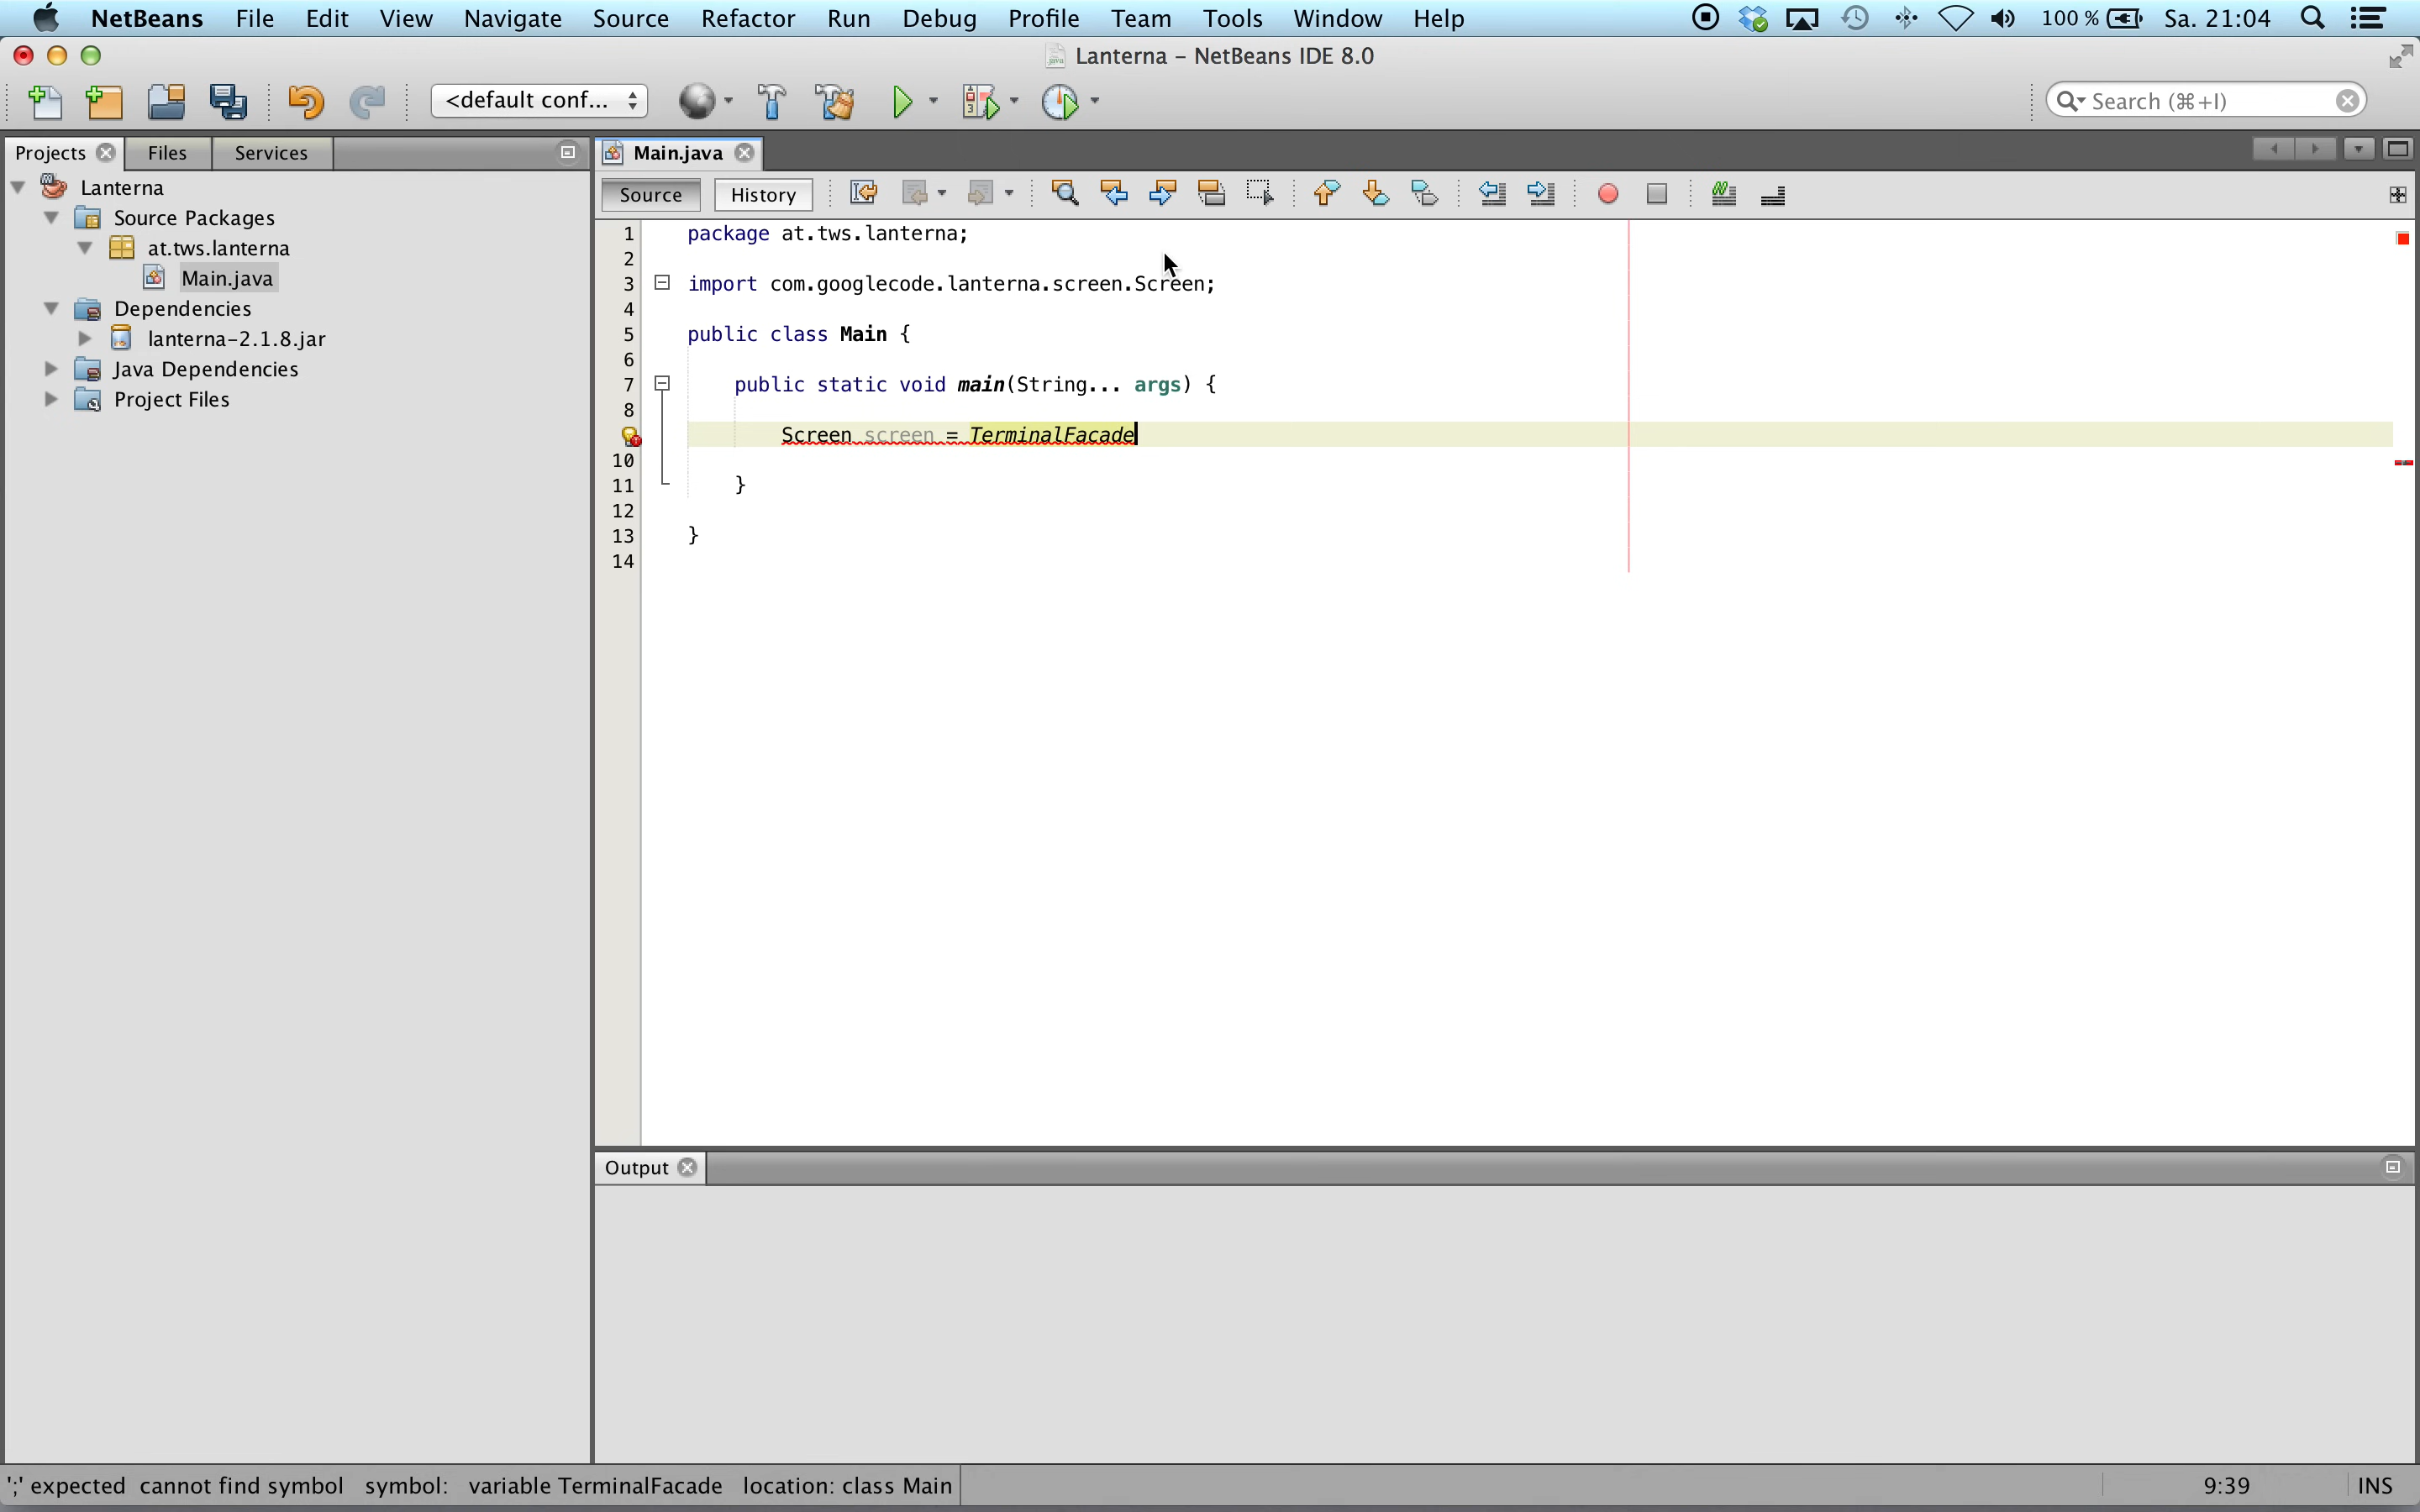 NetBeans File Edit View Navigate Source Refactor Run Debug Profile Team Tools Window Help 100 % Sa. 21:04
Lanterna – NetBeans IDE 8.0
<default conf... Search (⌘+I)
Projects Files Services
Main.java
Lanterna
Source Packages
at.tws.lanterna
Main.java
Dependencies
lanterna-2.1.8.jar
Java Dependencies
Project Files
Source History
1 package at.tws.lanterna;
2
3 import com.googlecode.lanterna.screen.Screen;
4
5 public class Main {
6
7 public static void main(String... args) {
8
Screen screen = TerminalFacade
10
11 }
12
13 }
14
Output
';' expected cannot find symbol symbol: variable TerminalFacade location: class Main 9:39 INS